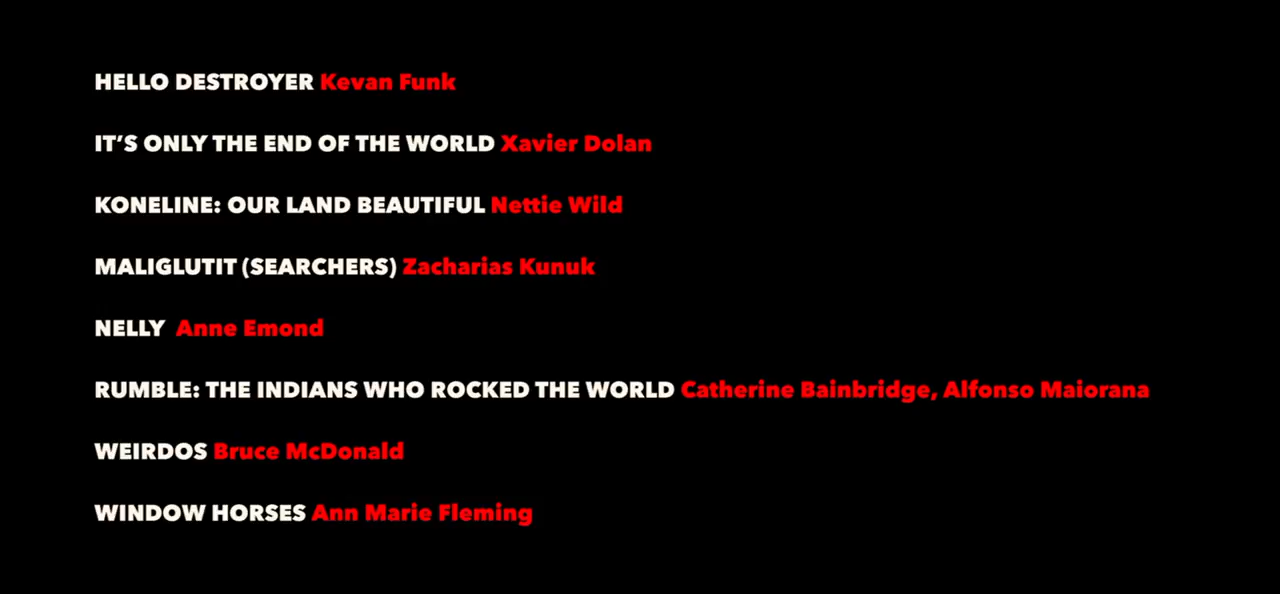 HELLO DESTROYER Kevan Funk
IT’S ONLY THE END OF THE WORLD Xavier Dolan
KONELINE: OUR LAND BEAUTIFUL Nettie Wild
MALIGLUTIT (SEARCHERS) Zacharias Kunuk
NELLY Anne Emond
RUMBLE: THE INDIANS WHO ROCKED THE WORLD Catherine Bainbridge, Alfonso Maiorana
WEIRDOS Bruce McDonald
WINDOW HORSES Ann Marie Fleming